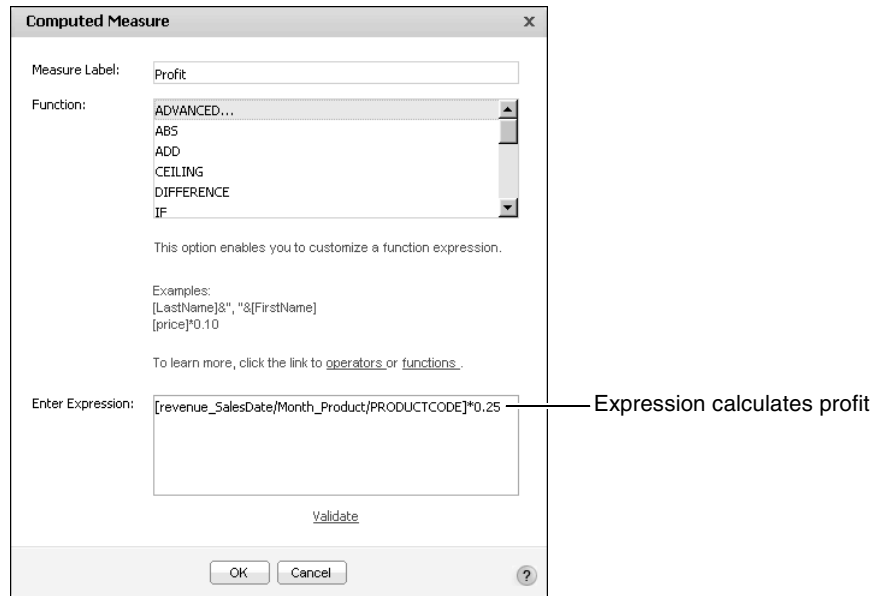 Computed Measure
x
Measure Label:
Profit
Function:
ADVANCED...
ABS
ADD
CEILING
DIFFERENCE
IF
This option enables you to customize a function expression.
Examples:
[LastName]&", "&[FirstName]
[price]*0.10
To learn more, click the link to operators or functions .
Enter Expression:
[revenue_SalesDate/Month_Product/PRODUCTCODE]*0.25
Expression calculates profit
Validate
OK
Cancel
?